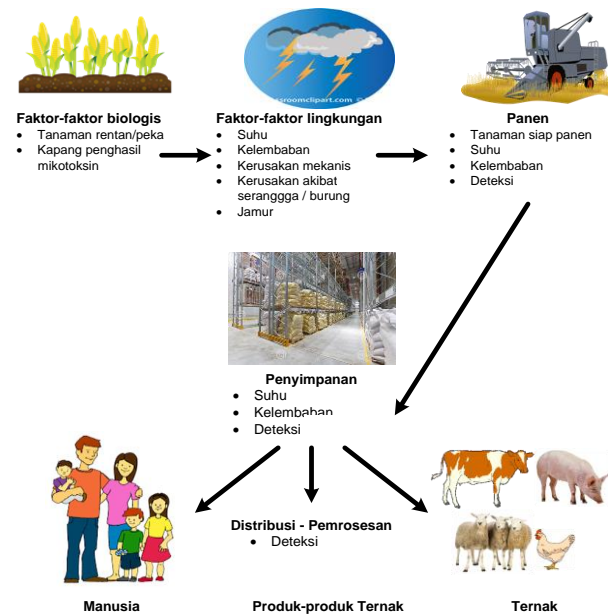 Faktor-faktor biologis
• Tanaman rentan/peka
• Kapang penghasil
mikotoksin
ssroomclipart.com ©
Faktor-faktor lingkungan
• Suhu
• Kelembaban
• Kerusakan mekanis
• Kerusakan akibat
seranggga / burung
• Jamur
Panen
• Tanaman siap panen
• Suhu
• Kelembaban
• Deteksi
Penyimpanan
• Suhu
• Kelembaban
• Deteksi
Distribusi - Pemrosesan
• Deteksi
Manusia
Produk-produk Ternak
Ternak